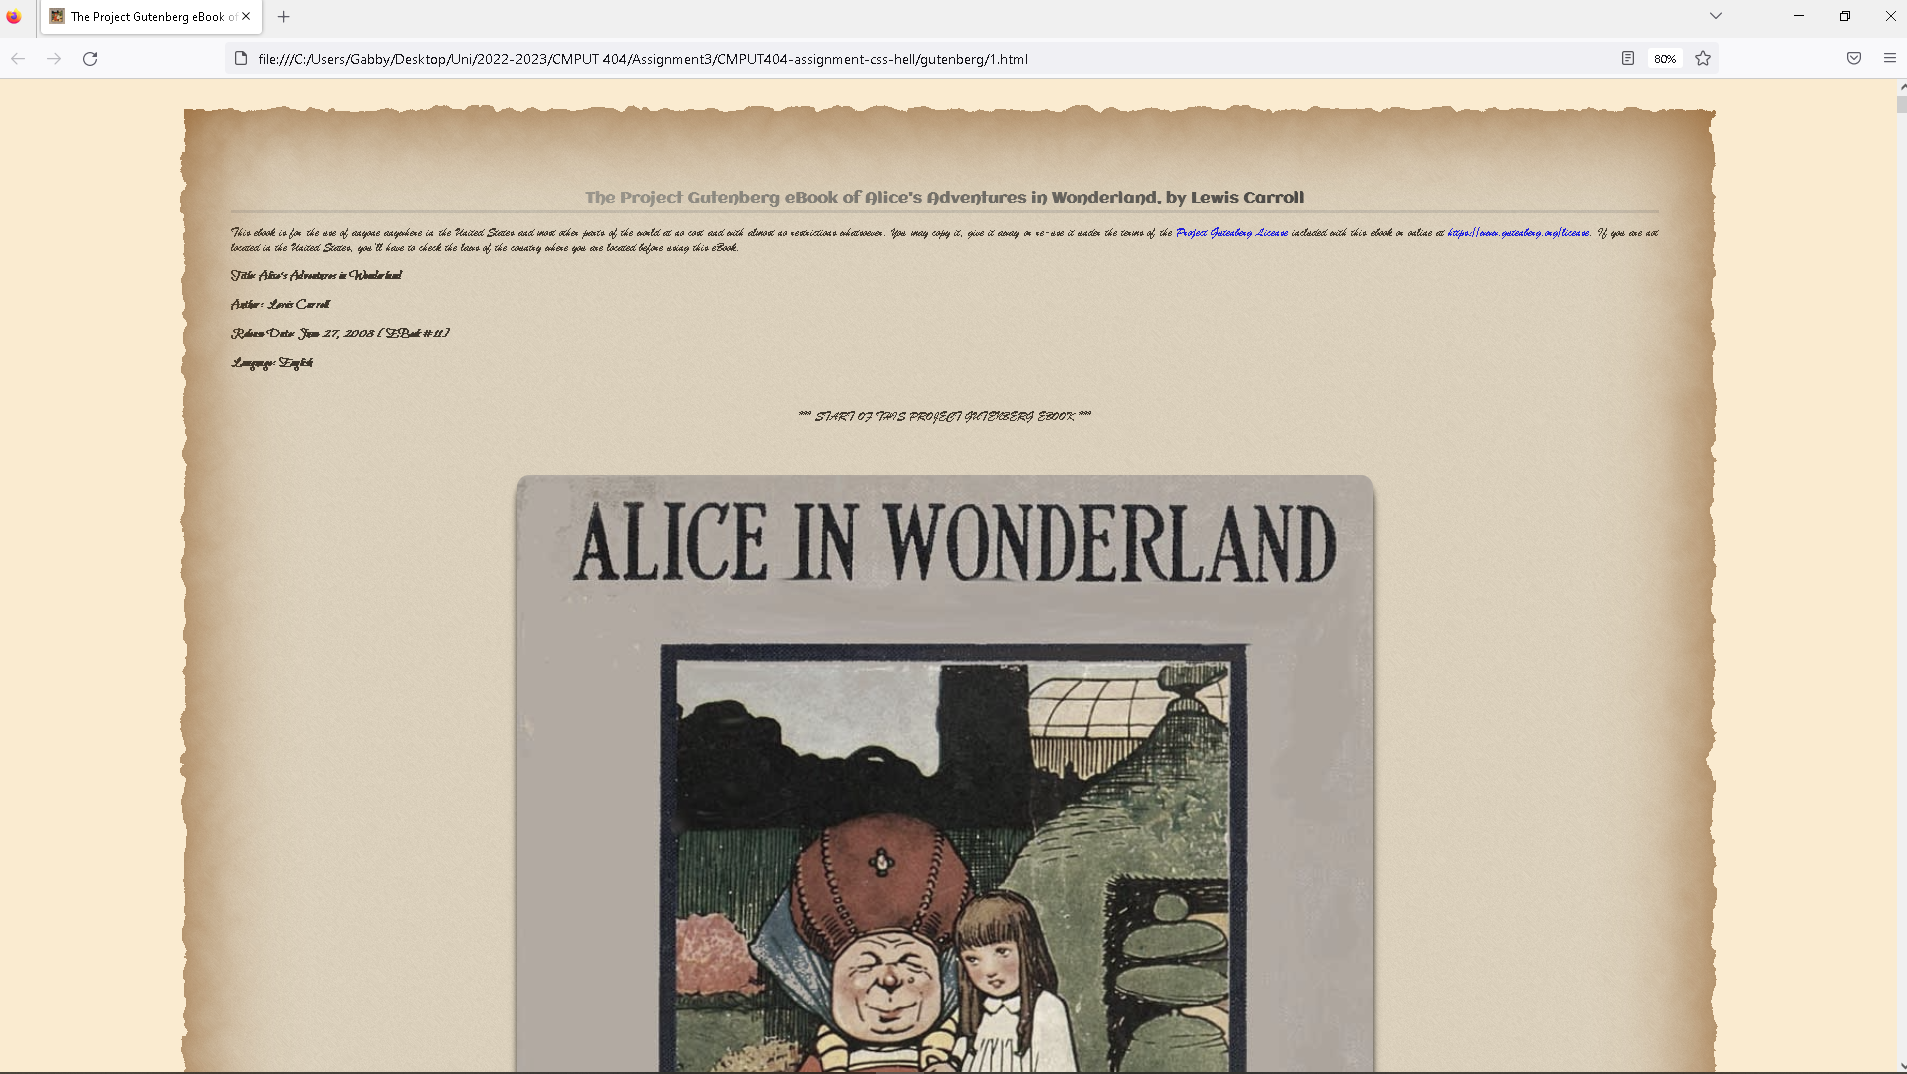 The Project Gutenberg eBook of
file:///C:/Users/Gabby/Desktop/Uni/2022-2023/CMPUT 404/Assignment3/CMPUT404-assignment-css-hell/gutenberg/1.html
80%
The Project Gutenberg eBook of Alice's Adventures in Wonderland, by Lewis Carroll
This ebook is for the use of anyone anywhere in the United States and most other parts of the world at no cost and with almost no restrictions whatsoever. You may copy it, give it away or re-use it under the terms of the Project Gutenberg License included with this ebook or online at https://www.gutenberg.org/license. If you are not
located in the United States, you'll have to check the laws of the country where you are located before using this eBook.
Title: Alice's Adventures in Wonderland
Author: Lewis Carroll
Release Date: June 27, 2008 [EBook #11]
Language: English
*** START OF THIS PROJECT GUTENBERG EBOOK ***
ALICE IN WONDERLAND